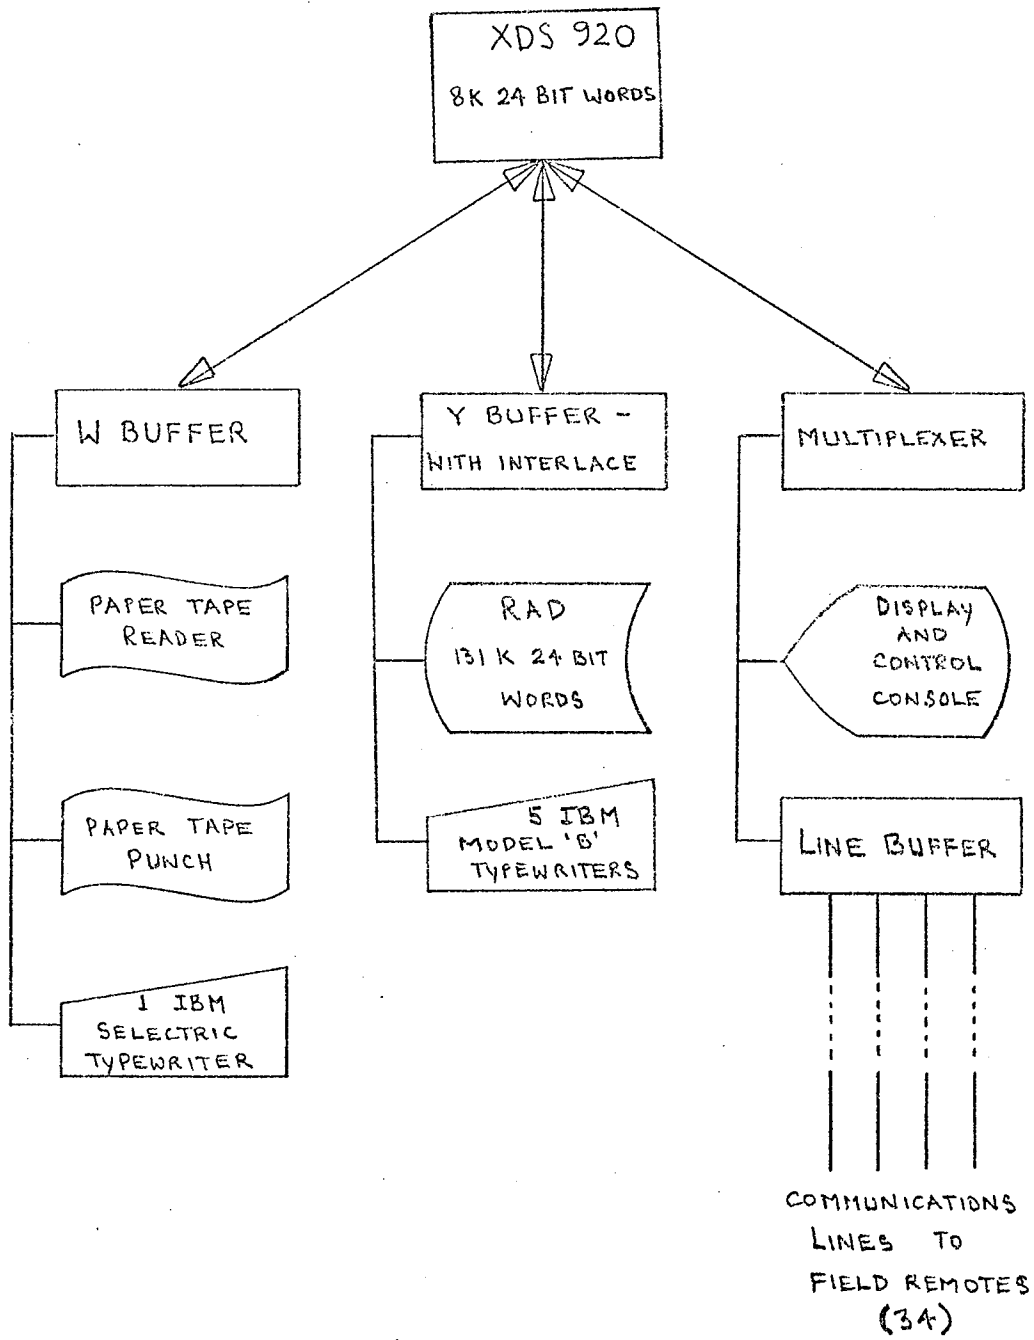 XDS 920
8K 24 BIT WORDS
W BUFFER
PAPER TAPE
READER
PAPER TAPE
PUNCH
1 IBM
SELECTRIC
TYPEWRITER
Y BUFFER -
WITH INTERLACE
RAD
131 K 24 BIT
WORDS
5 IBM
MODEL 'B'
TYPEWRITERS
MULTIPLEXER
DISPLAY
AND
CONTROL
CONSOLE
LINE BUFFER
COMMUNICATIONS
LINES TO
FIELD REMOTES
(34)